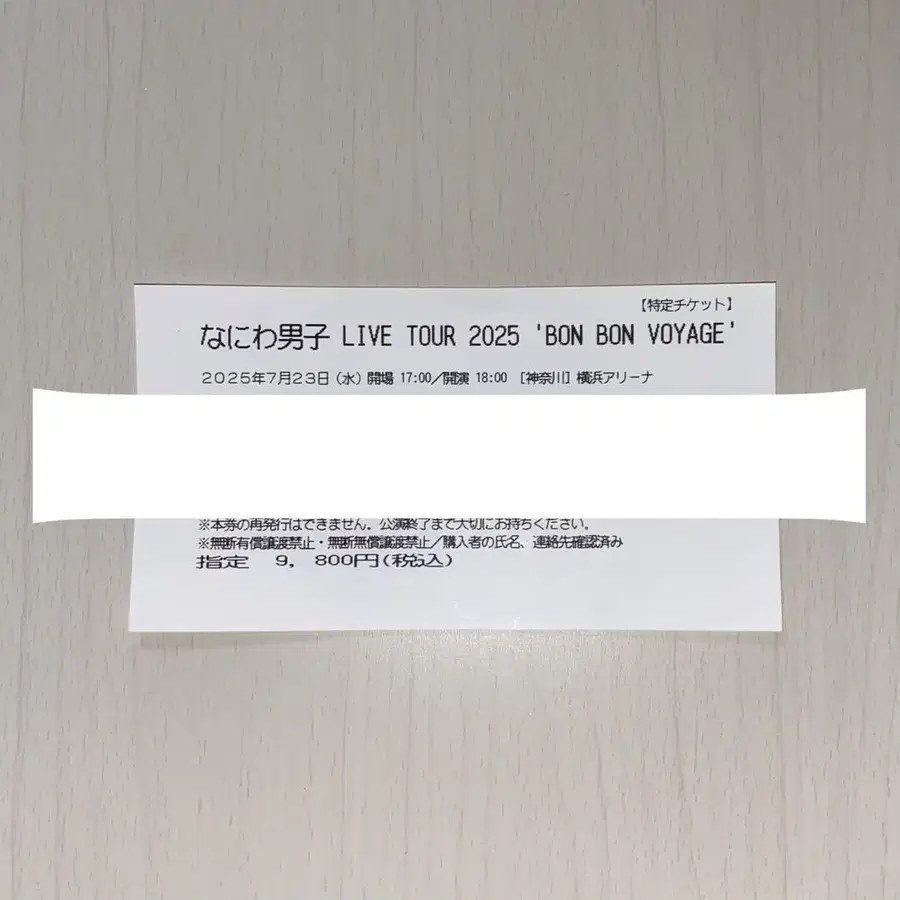 【特定チケット】
なにわ男子 LIVE TOUR 2025 'BON BON VOYAGE'
2025年7月23日（水）開場 17:00／開演 18:00 ［神奈川］横浜アリーナ
※本券の再発行はできません。公演終了まで大切にお持ちください。
※無断有償譲渡禁止・無断無償譲渡禁止／購入者の氏名、連絡先確認済み
指定 9,800円(税込)